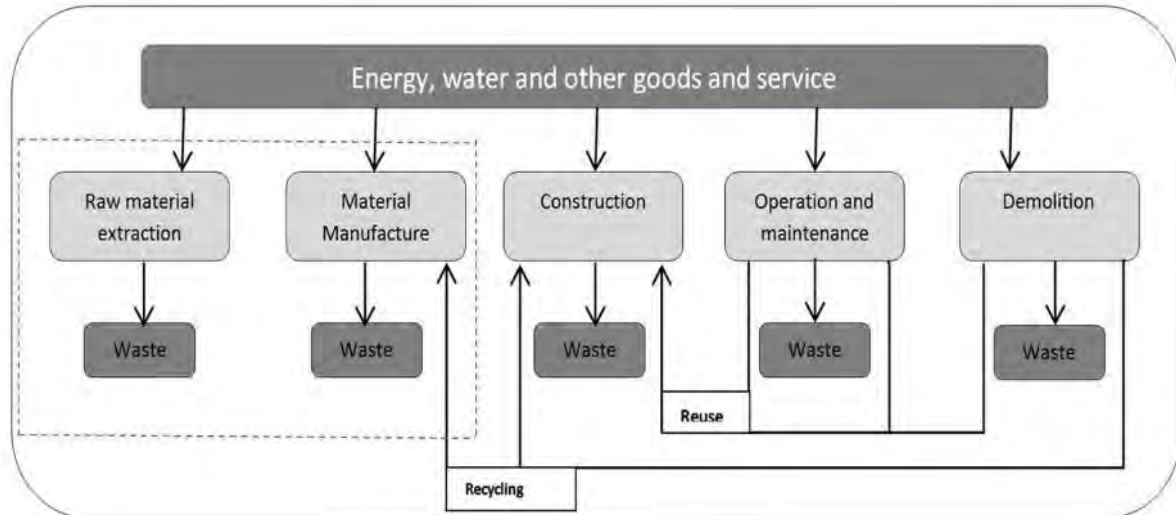 Energy, water and other goods and service
Raw material
extraction
Material
Manufacture
Construction
Operation and
maintenance
Demolition
Waste
Waste
Waste
Waste
Waste
Reuse
Recycling